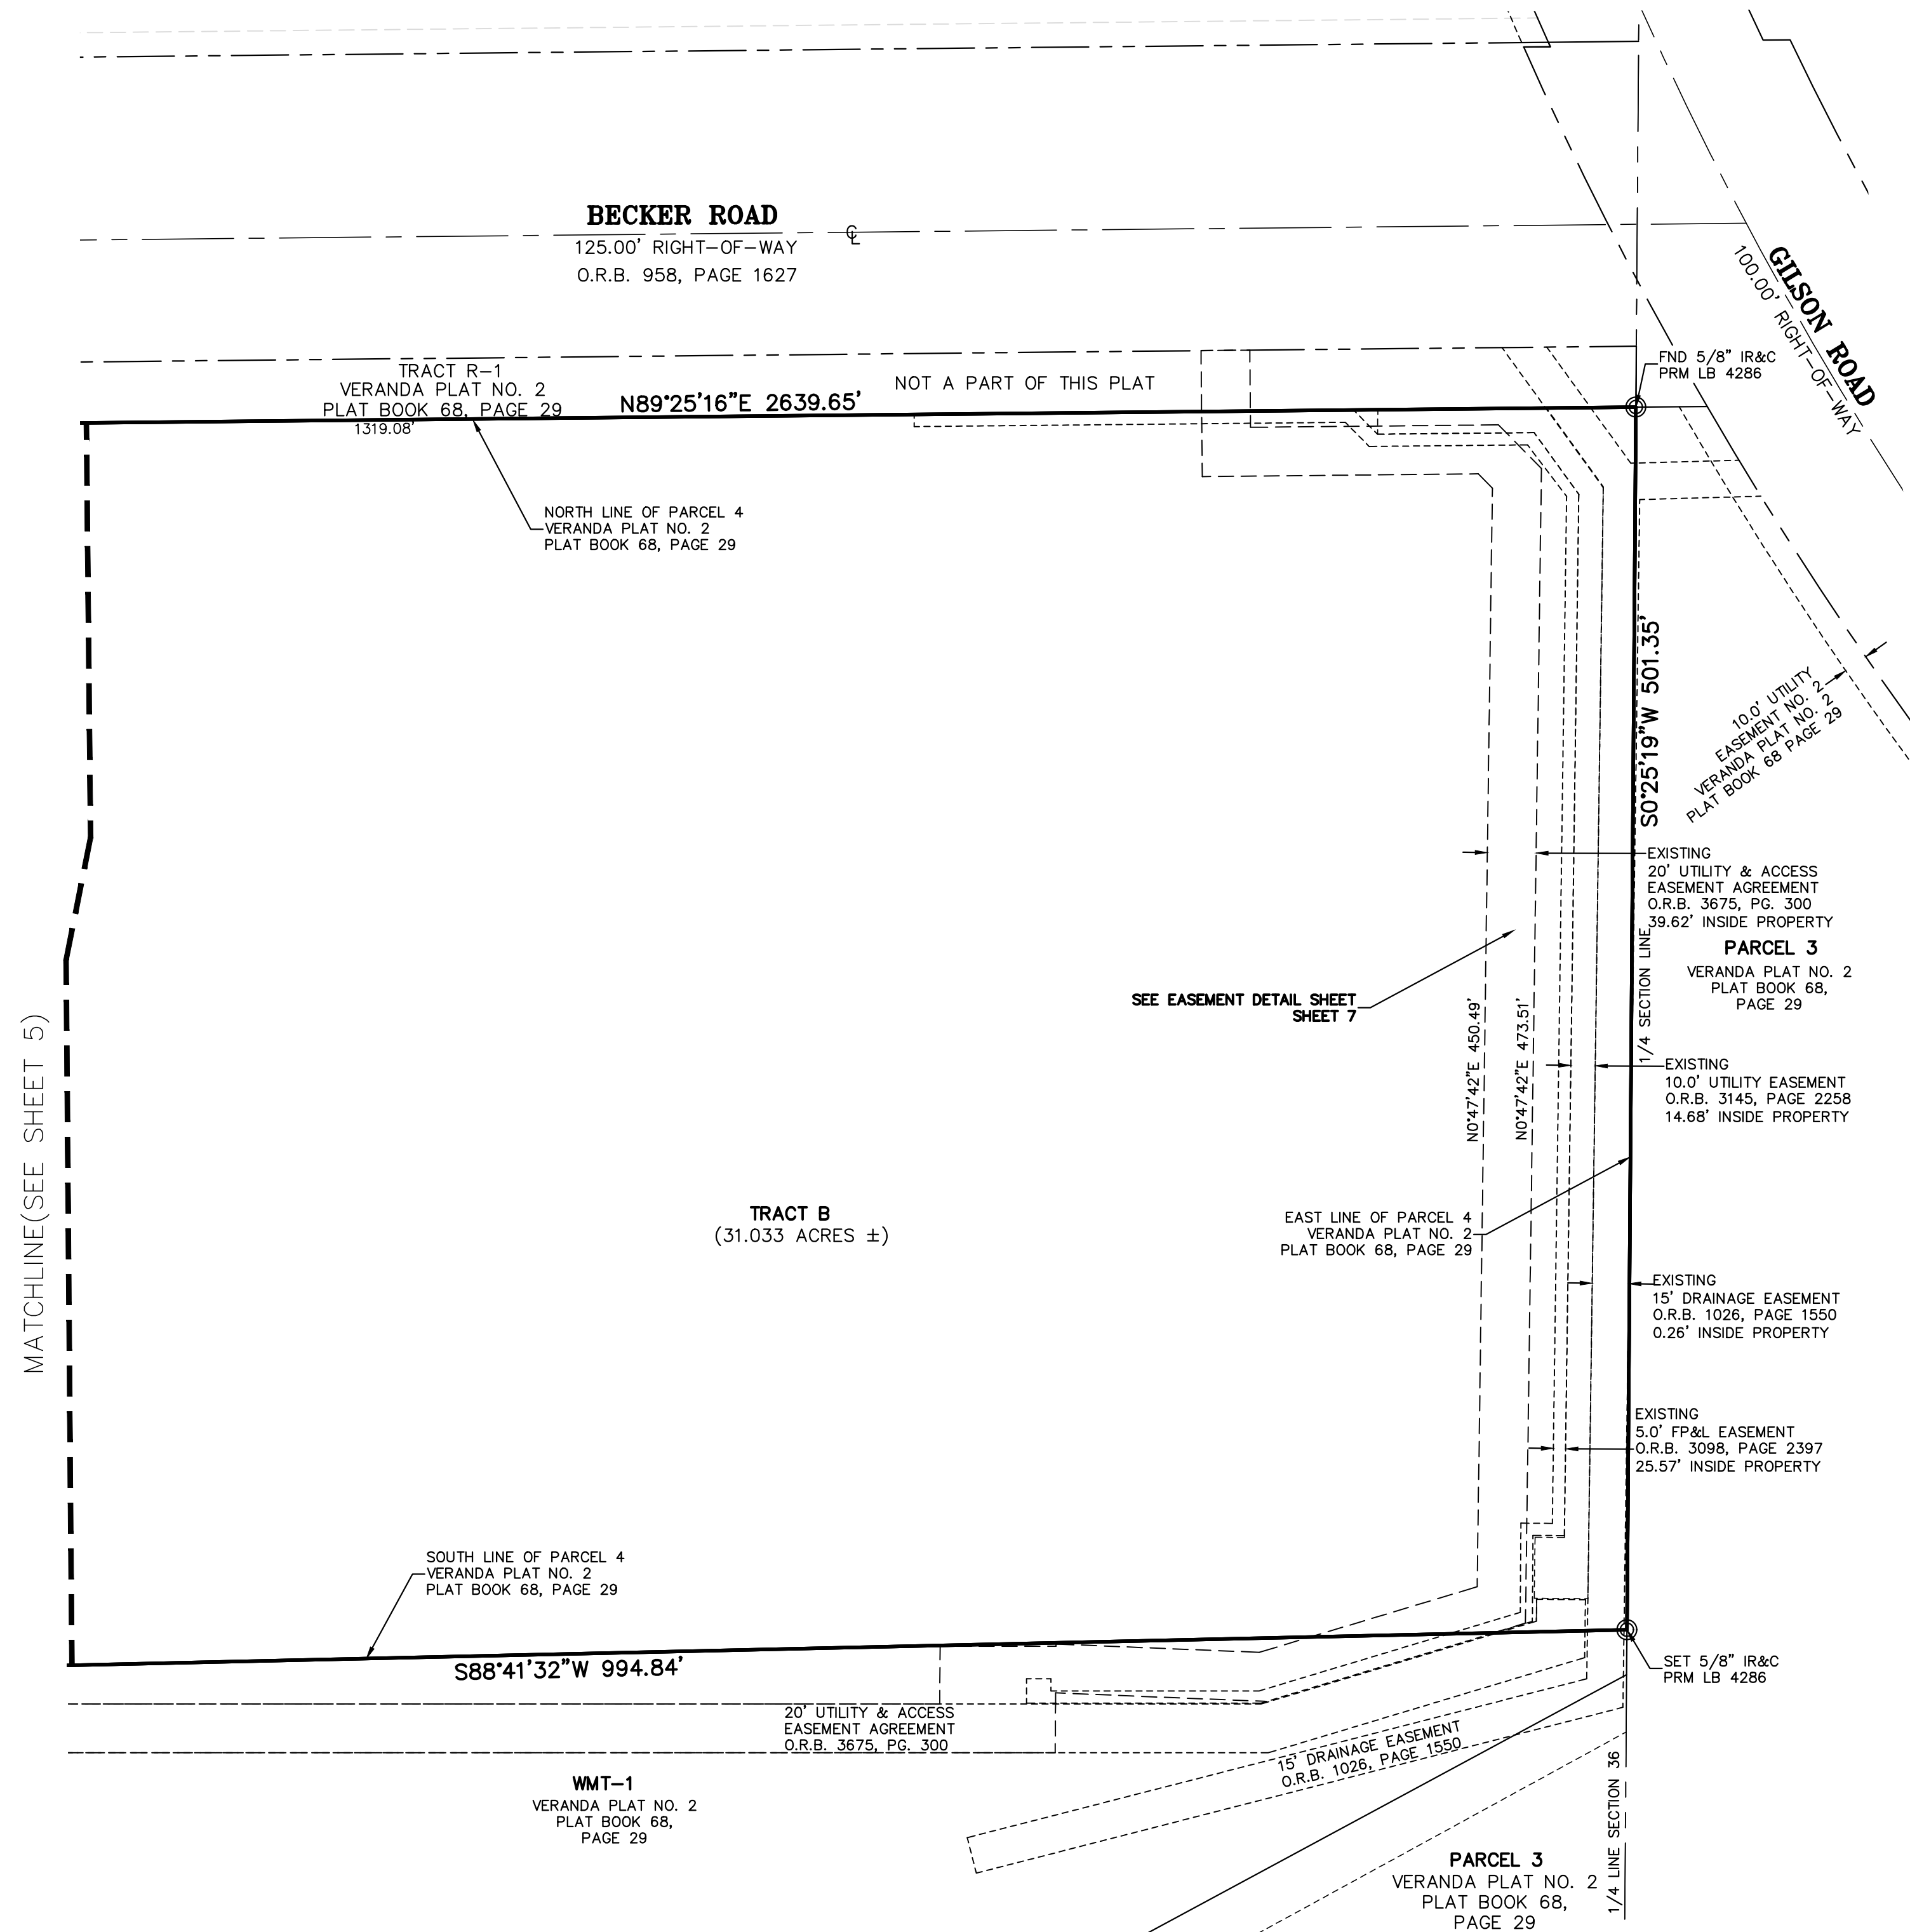 BECKER ROAD
125.00' RIGHT-OF-WAY
O.R.B. 958, PAGE 1627
℄
GILSON ROAD
100.00' RIGHT-OF-WAY
FND 5/8" IR&C
PRM LB 4286
TRACT R-1
VERANDA PLAT NO. 2
PLAT BOOK 68, PAGE 29
1319.08'
N89°25'16"E 2639.65'
NOT A PART OF THIS PLAT
NORTH LINE OF PARCEL 4
VERANDA PLAT NO. 2
PLAT BOOK 68, PAGE 29
S0°25'19"W 501.35'
10.0' UTILITY
EASEMENT NO. 2
VERANDA PLAT NO. 2
PLAT BOOK 68 PAGE 29
EXISTING
20' UTILITY & ACCESS
EASEMENT AGREEMENT
O.R.B. 3675, PG. 300
39.62' INSIDE PROPERTY
1/4 SECTION LINE
PARCEL 3
VERANDA PLAT NO. 2
PLAT BOOK 68,
PAGE 29
SEE EASEMENT DETAIL SHEET
SHEET 7
N0°47'42"E 450.49'
N0°47'42"E 473.51'
EXISTING
10.0' UTILITY EASEMENT
O.R.B. 3145, PAGE 2258
14.68' INSIDE PROPERTY
MATCHLINE(SEE SHEET 5)
TRACT B
(31.033 ACRES ±)
EAST LINE OF PARCEL 4
VERANDA PLAT NO. 2
PLAT BOOK 68, PAGE 29
EXISTING
15' DRAINAGE EASEMENT
O.R.B. 1026, PAGE 1550
0.26' INSIDE PROPERTY
EXISTING
5.0' FP&L EASEMENT
O.R.B. 3098, PAGE 2397
25.57' INSIDE PROPERTY
SOUTH LINE OF PARCEL 4
VERANDA PLAT NO. 2
PLAT BOOK 68, PAGE 29
S88°41'32"W 994.84'
SET 5/8" IR&C
PRM LB 4286
20' UTILITY & ACCESS
EASEMENT AGREEMENT
O.R.B. 3675, PG. 300
15' DRAINAGE EASEMENT
O.R.B. 1026, PAGE 1550
WMT-1
VERANDA PLAT NO. 2
PLAT BOOK 68,
PAGE 29
1/4 LINE SECTION 36
PARCEL 3
VERANDA PLAT NO. 2
PLAT BOOK 68,
PAGE 29